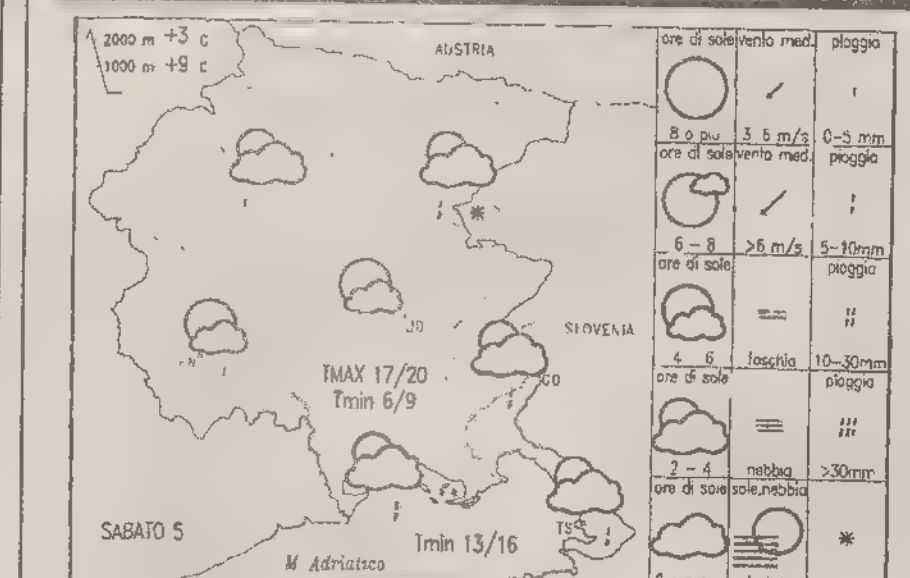 2000 m +3 C
1000 m +9 C
AUSTRIA
UD
SLOVENIA
GO
TMAX 17/20
Tmin 6/9
SABATO 5
TS
Tmin 13/16
M Adriatico
ore di sole vento med. pioggia
8 o più 3 6 m/s 0-5 mm
ore di sole vento med. pioggia
6 - 8 >6 m/s 5-10mm
ore di sole pioggia
4 6 foschia 10-30mm
ore di sole pioggia
2 - 4 nebbia >30mm
ore di sole sole,nebbia